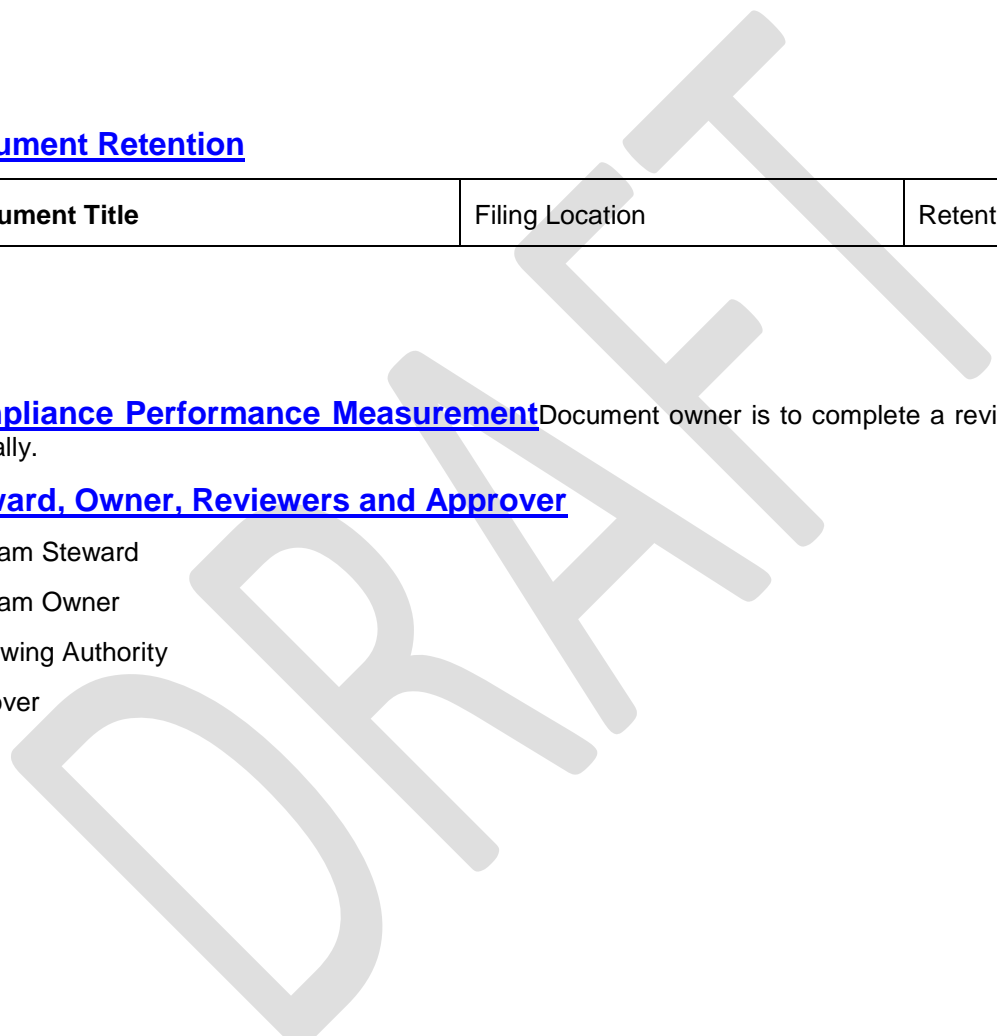 ument Retention
ument Title Filing Location Retent
mpliance Performance MeasurementDocument owner is to complete a revi
ally.
ward, Owner, Reviewers and Approver
am Steward
am Owner
wing Authority
over
DRAFT